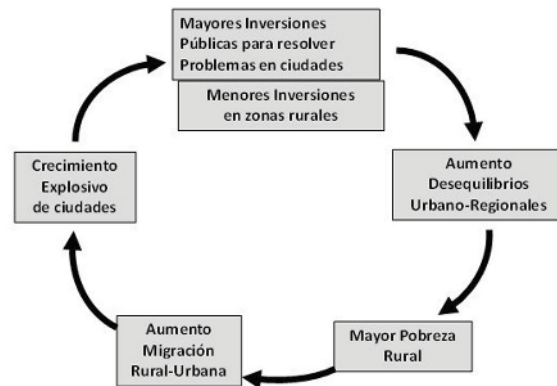 Mayores Inversiones
Públicas para resolver
Problemas en ciudades
Menores Inversiones
en zonas rurales
Aumento
Desequilibrios
Urbano-Regionales
Mayor Pobreza
Rural
Aumento
Migración
Rural-Urbana
Crecimiento
Explosivo
de ciudades